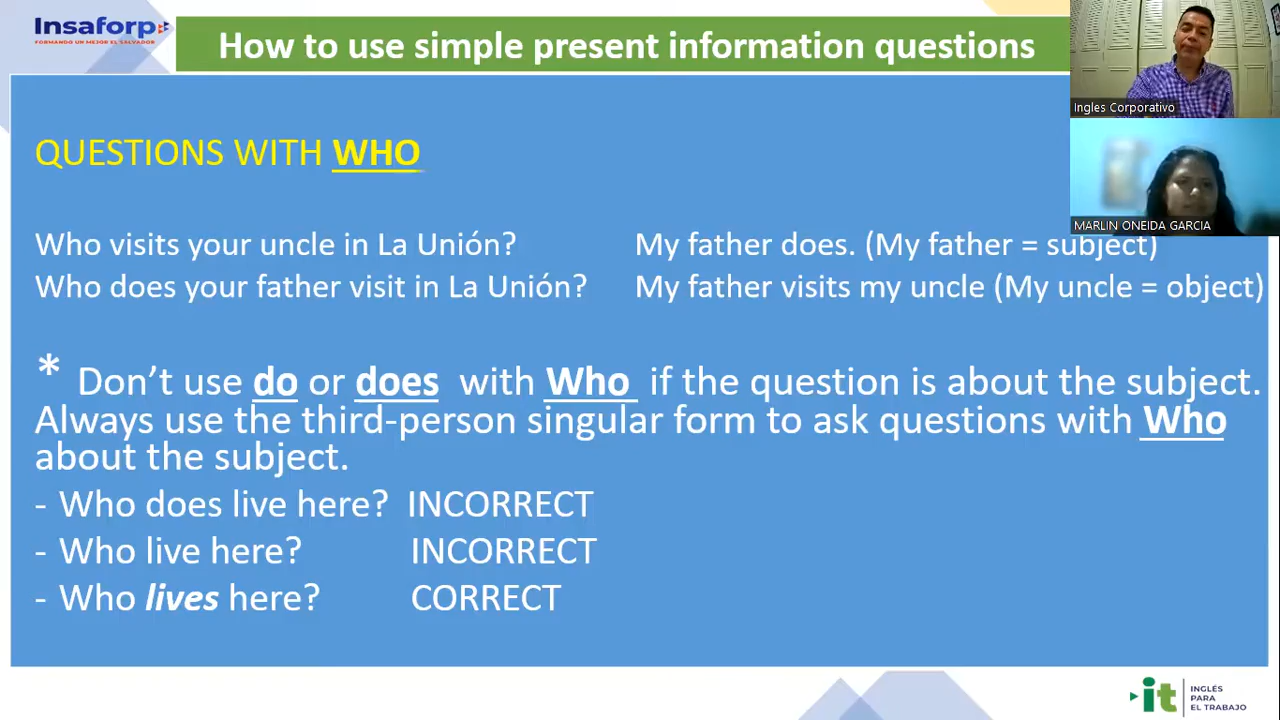 Insaforp
FORMANDO UN MEJOR EL SALVADOR
How to use simple present information questions
Ingles Corporativo
MARLIN ONEIDA GARCIA
QUESTIONS WITH WHO
Who visits your uncle in La Unión? My father does. (My father = subject)
Who does your father visit in La Unión? My father visits my uncle (My uncle = object)
* Don’t use do or does with Who if the question is about the subject.
Always use the third-person singular form to ask questions with Who
about the subject.
- Who does live here? INCORRECT
- Who live here? INCORRECT
- Who lives here? CORRECT
it
INGLÉS
PARA
EL TRABAJO